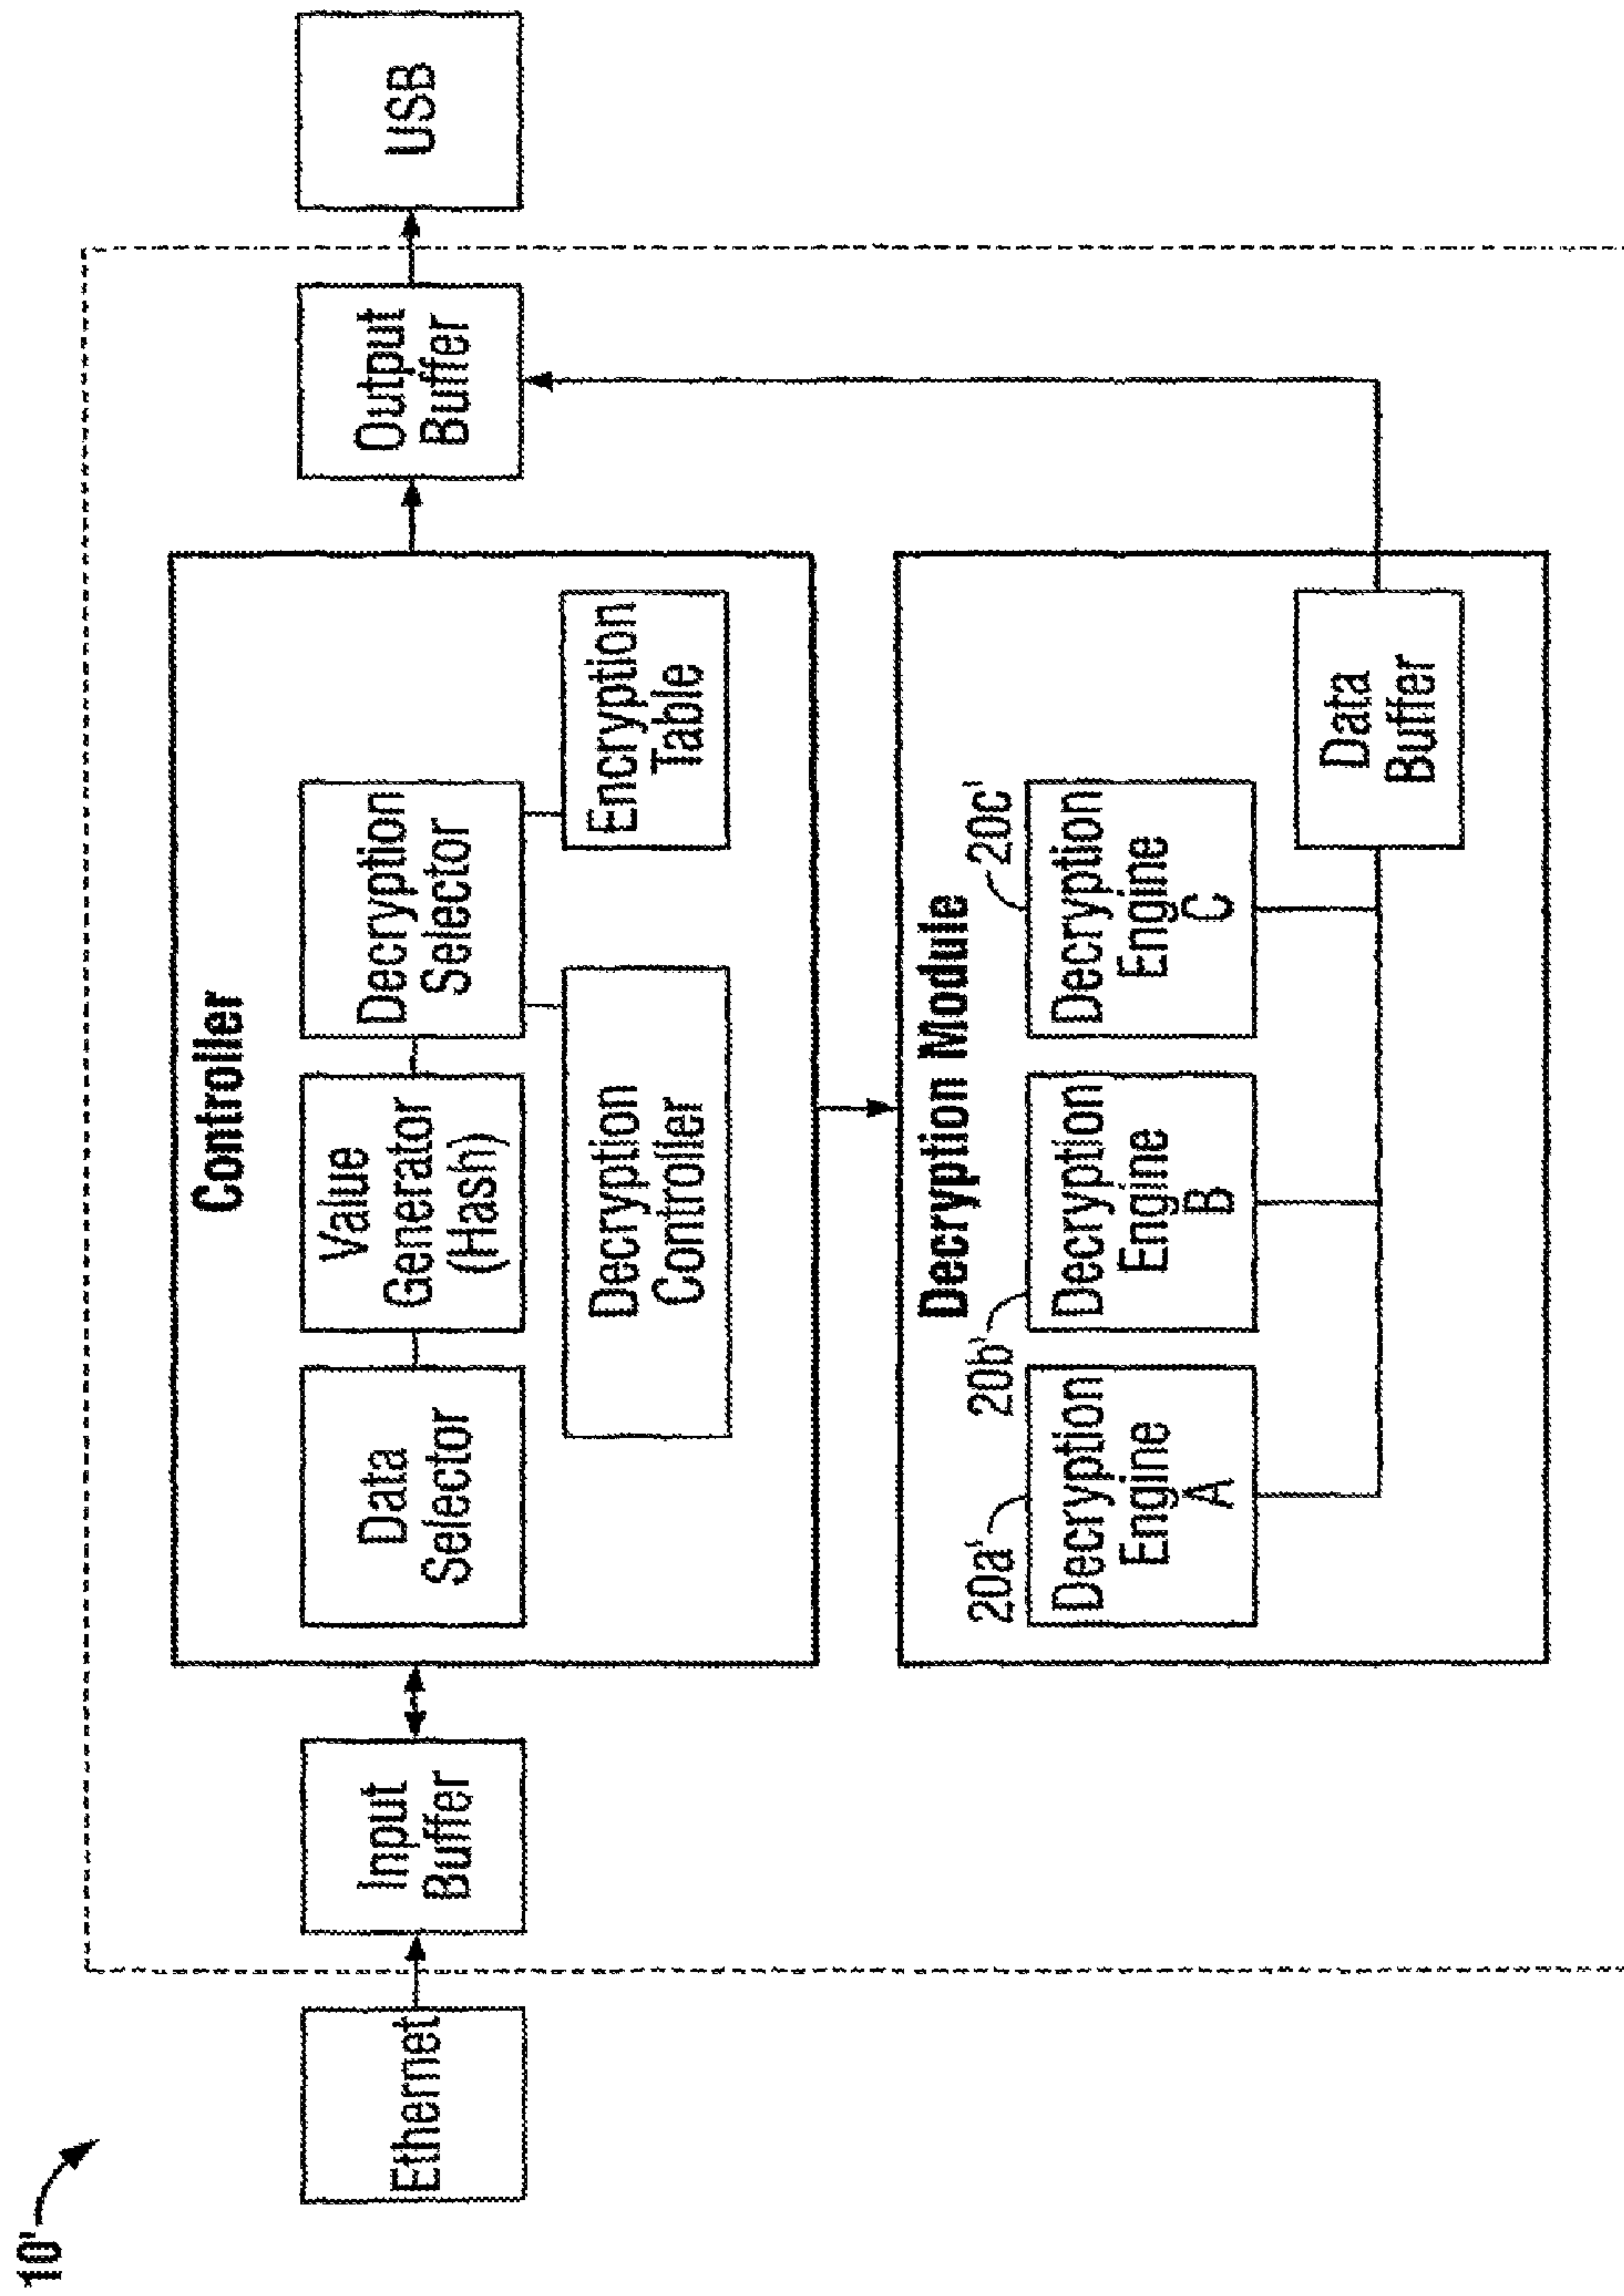 10'
Ethernet
Input
Buffer
Controller
Data
Selector
Value
Generator
(Hash)
Decryption
Selector
Decryption
Controller
Encryption
Table
Output
Buffer
USB
Decryption Module
20a'
Decryption
Engine
A
20b'
Decryption
Engine
B
20c'
Decryption
Engine
C
Data
Buffer